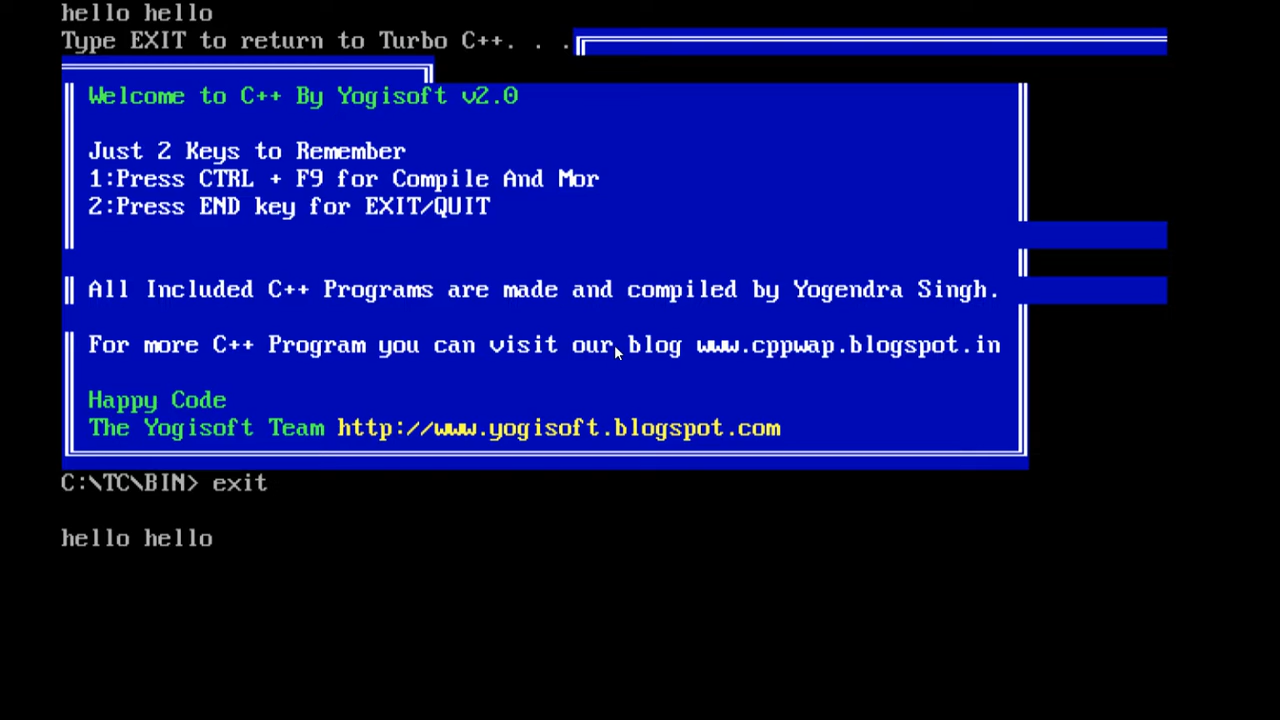 hello hello
Type EXIT to return to Turbo C++. . .
Welcome to C++ By Yogisoft v2.0
Just 2 Keys to Remember
1:Press CTRL + F9 for Compile And Mor
2:Press END key for EXIT/QUIT
All Included C++ Programs are made and compiled by Yogendra Singh.
For more C++ Program you can visit our blog www.cppwap.blogspot.in
Happy Code
The Yogisoft Team http://www.yogisoft.blogspot.com
C:\TC\BIN> exit
hello hello